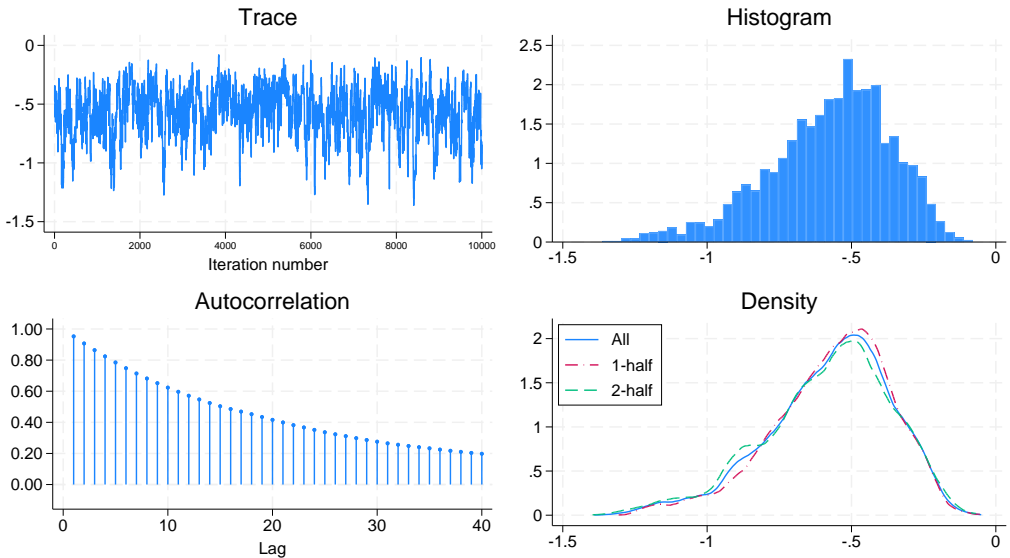 Trace
0
-.5
-1
-1.5
0 2000 4000 6000 8000 10000
Iteration number
Histogram
2.5
2
1.5
1
.5
0
-1.5 -1 -.5 0
Autocorrelation
1.00
0.80
0.60
0.40
0.20
0.00
0 10 20 30 40
Lag
Density
All
1-half
2-half
2
1.5
1
.5
0
-1.5 -1 -.5 0